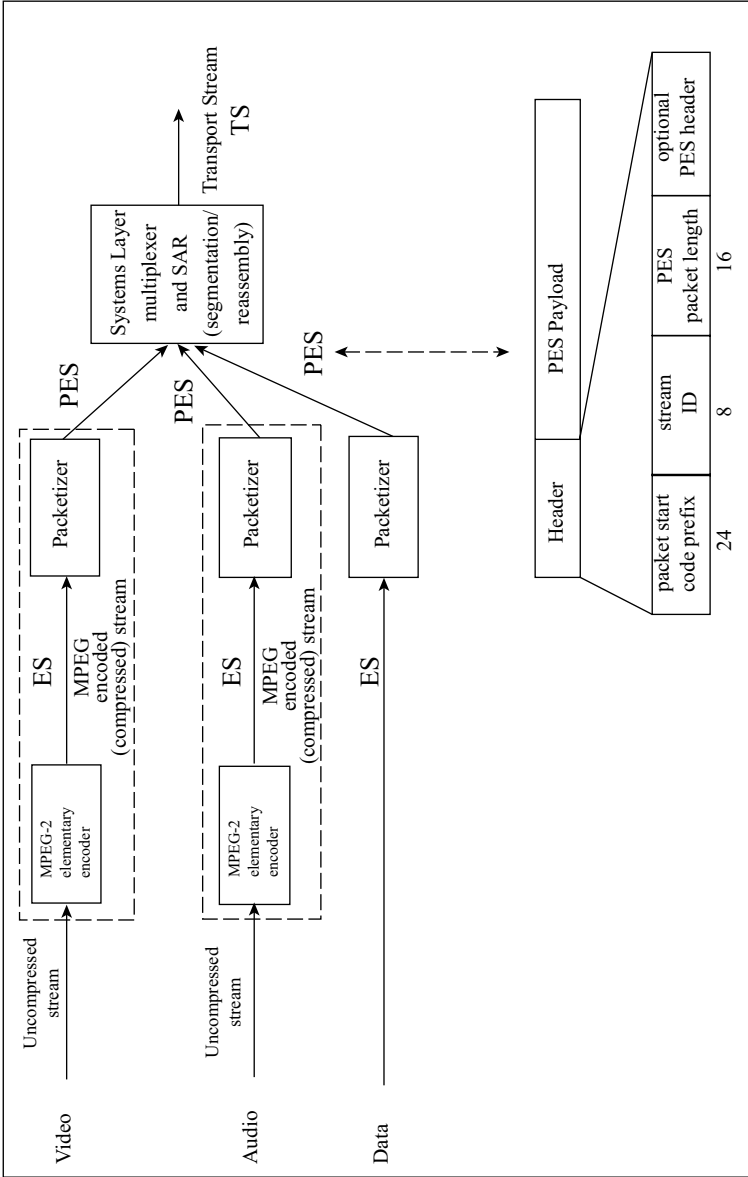 Video
Uncompressed
stream
MPEG-2
elementary
encoder
ES
MPEG
encoded
(compressed) stream
Packetizer
PES
Audio
Uncompressed
stream
MPEG-2
elementary
encoder
ES
MPEG
encoded
(compressed) stream
Packetizer
PES
Data
ES
Packetizer
PES
Systems Layer
multiplexer
and SAR
(segmentation/
reassembly)
Transport Stream
TS
Header
PES Payload
packet start
code prefix
stream
ID
PES
packet length
optional
PES header
24
8
16